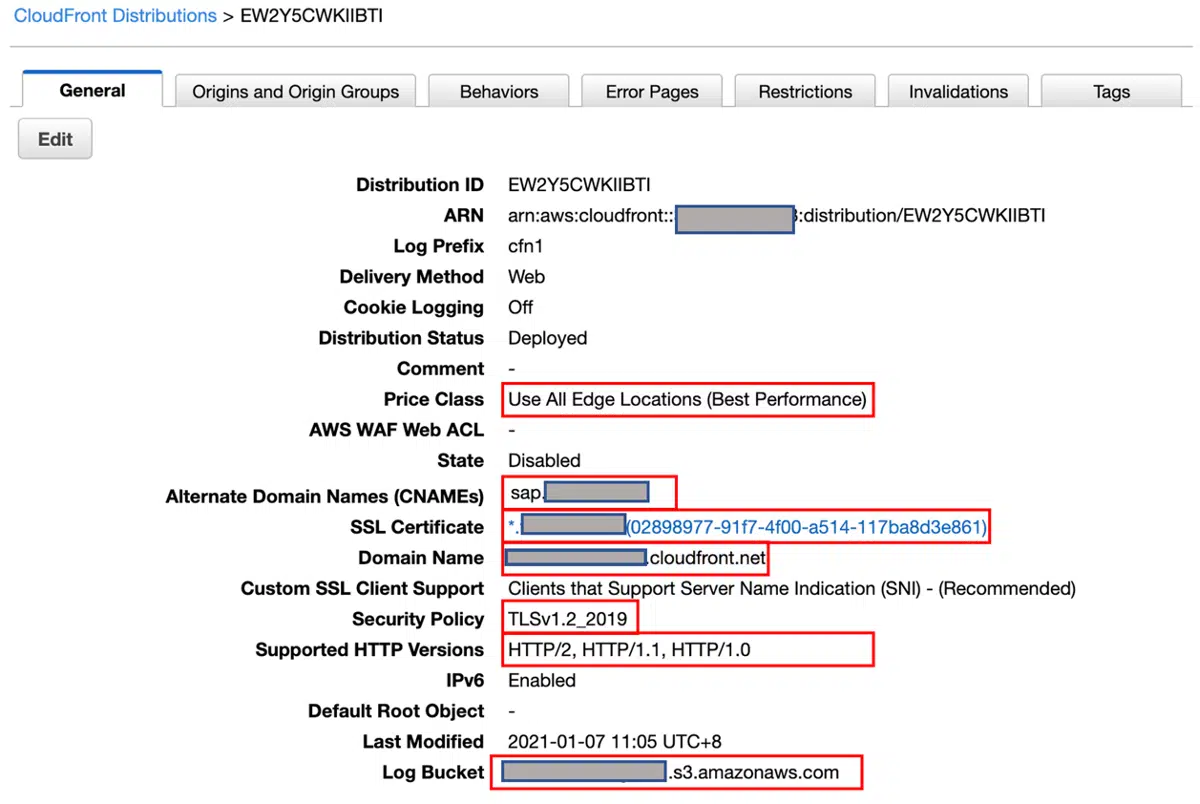 CloudFront Distributions > EW2Y5CWKIIBTI
General Origins and Origin Groups Behaviors Error Pages Restrictions Invalidations Tags
Edit
Distribution ID EW2Y5CWKIIBTI
ARN arn:aws:cloudfront:: :distribution/EW2Y5CWKIIBTI
Log Prefix cfn1
Delivery Method Web
Cookie Logging Off
Distribution Status Deployed
Comment -
Price Class Use All Edge Locations (Best Performance)
AWS WAF Web ACL -
State Disabled
Alternate Domain Names (CNAMEs) sap.
SSL Certificate *. (02898977-91f7-4f00-a514-117ba8d3e861)
Domain Name .cloudfront.net
Custom SSL Client Support Clients that Support Server Name Indication (SNI) - (Recommended)
Security Policy TLSv1.2_2019
Supported HTTP Versions HTTP/2, HTTP/1.1, HTTP/1.0
IPv6 Enabled
Default Root Object -
Last Modified 2021-01-07 11:05 UTC+8
Log Bucket .s3.amazonaws.com